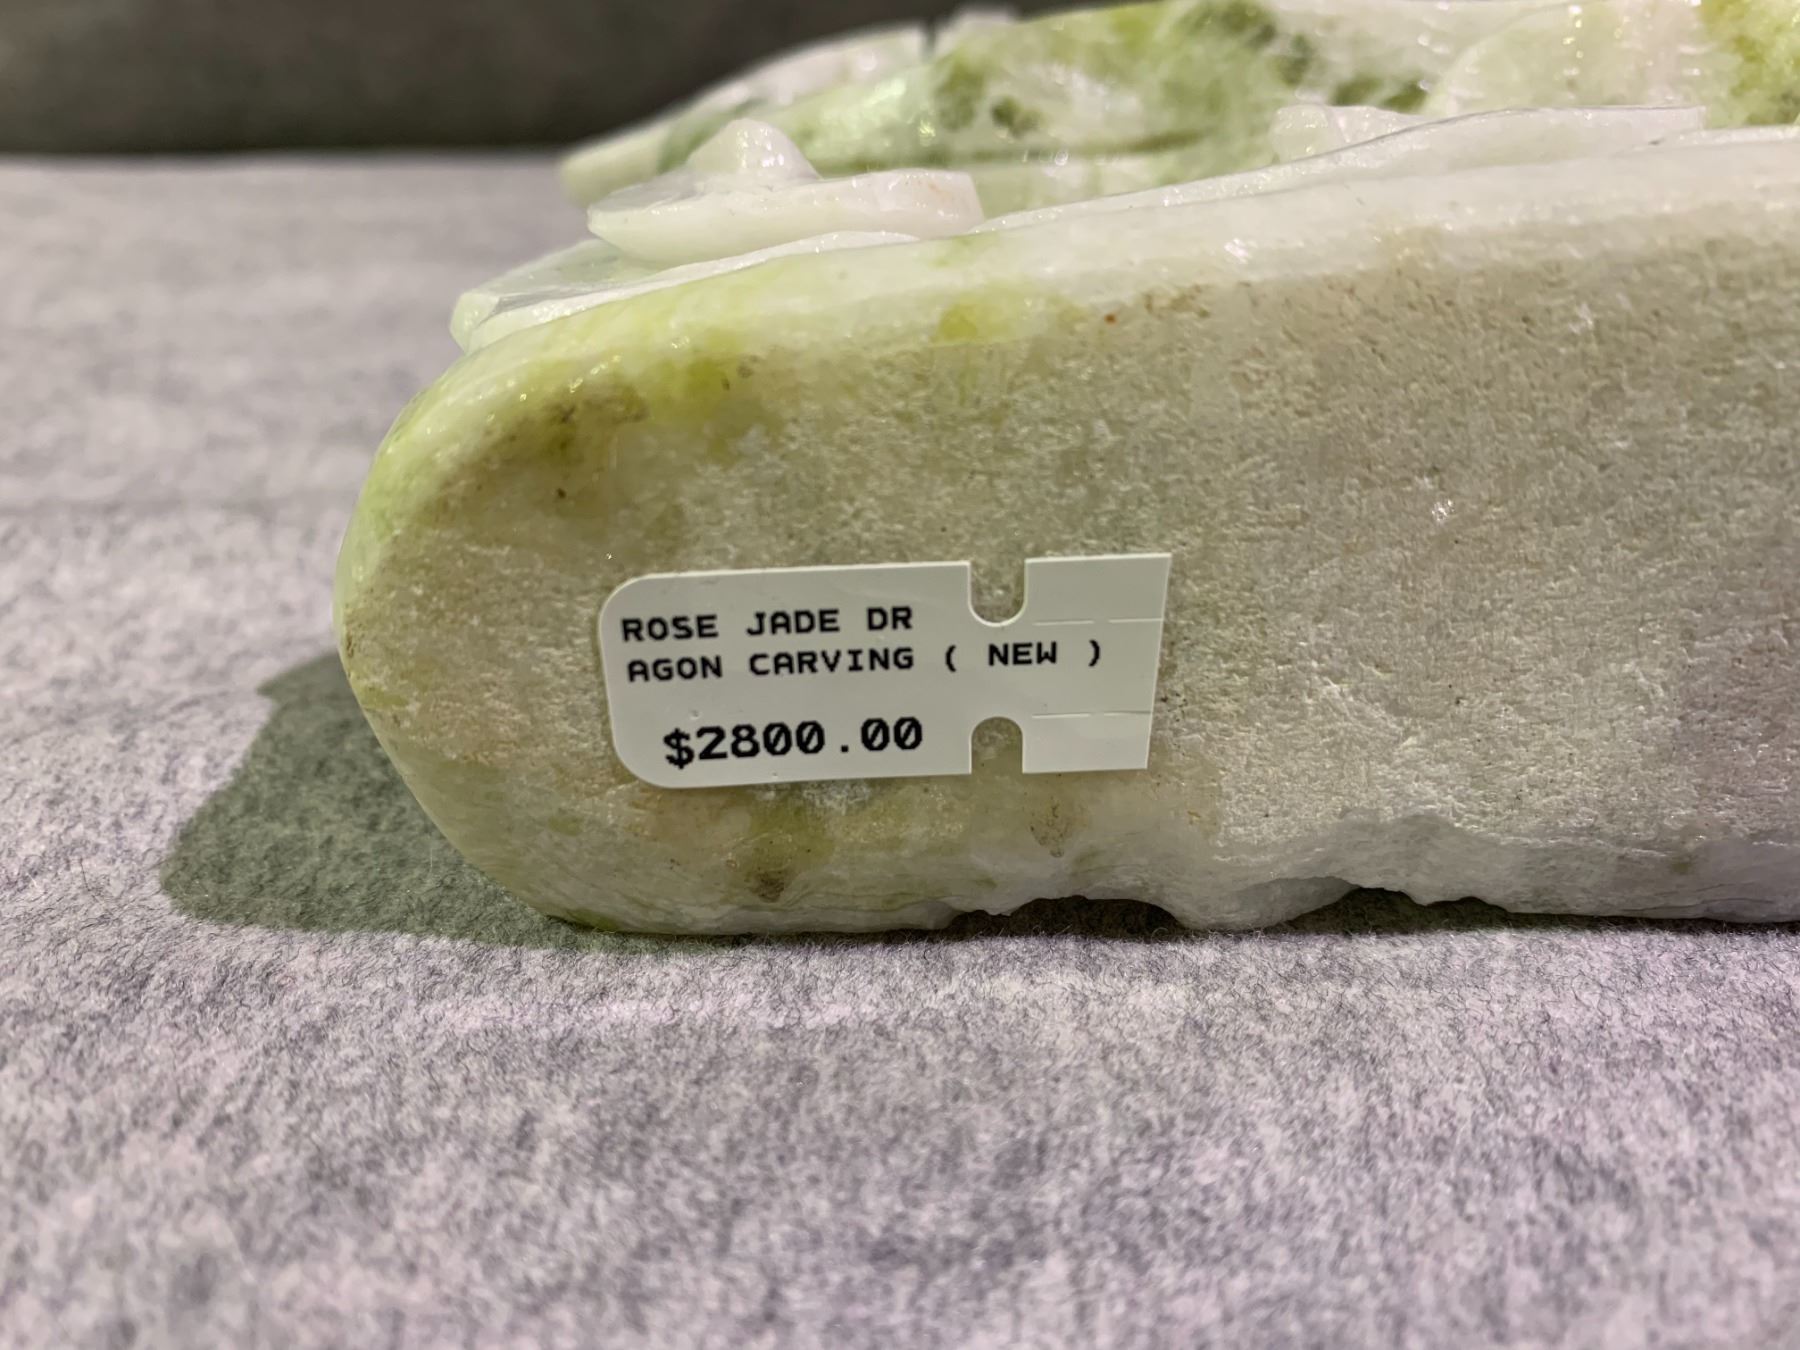 ROSE JADE DR
AGON CARVING ( NEW )
$2800.00